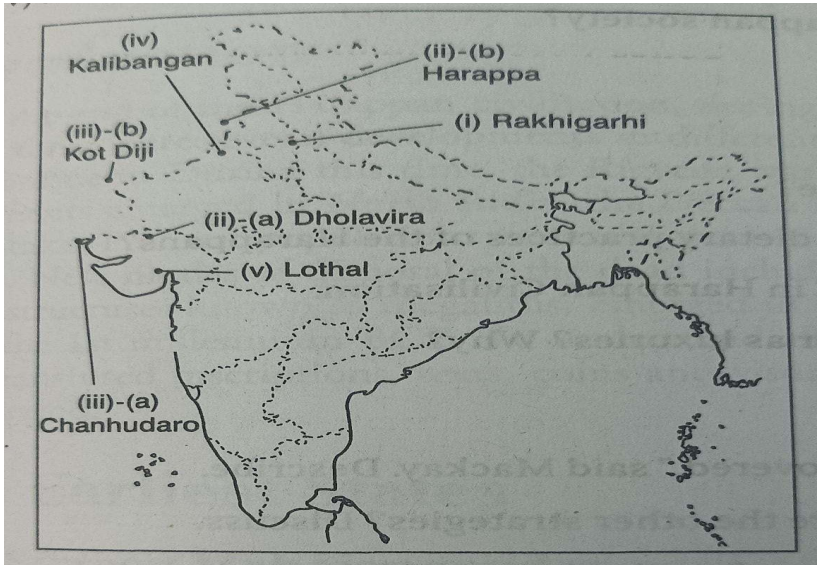 (iv)
Kalibangan
(ii)-(b)
Harappa
(i) Rakhigarhi
(iii)-(b)
Kot Diji
(ii)-(a) Dholavira
(v) Lothal
(iii)-(a)
Chanhudaro